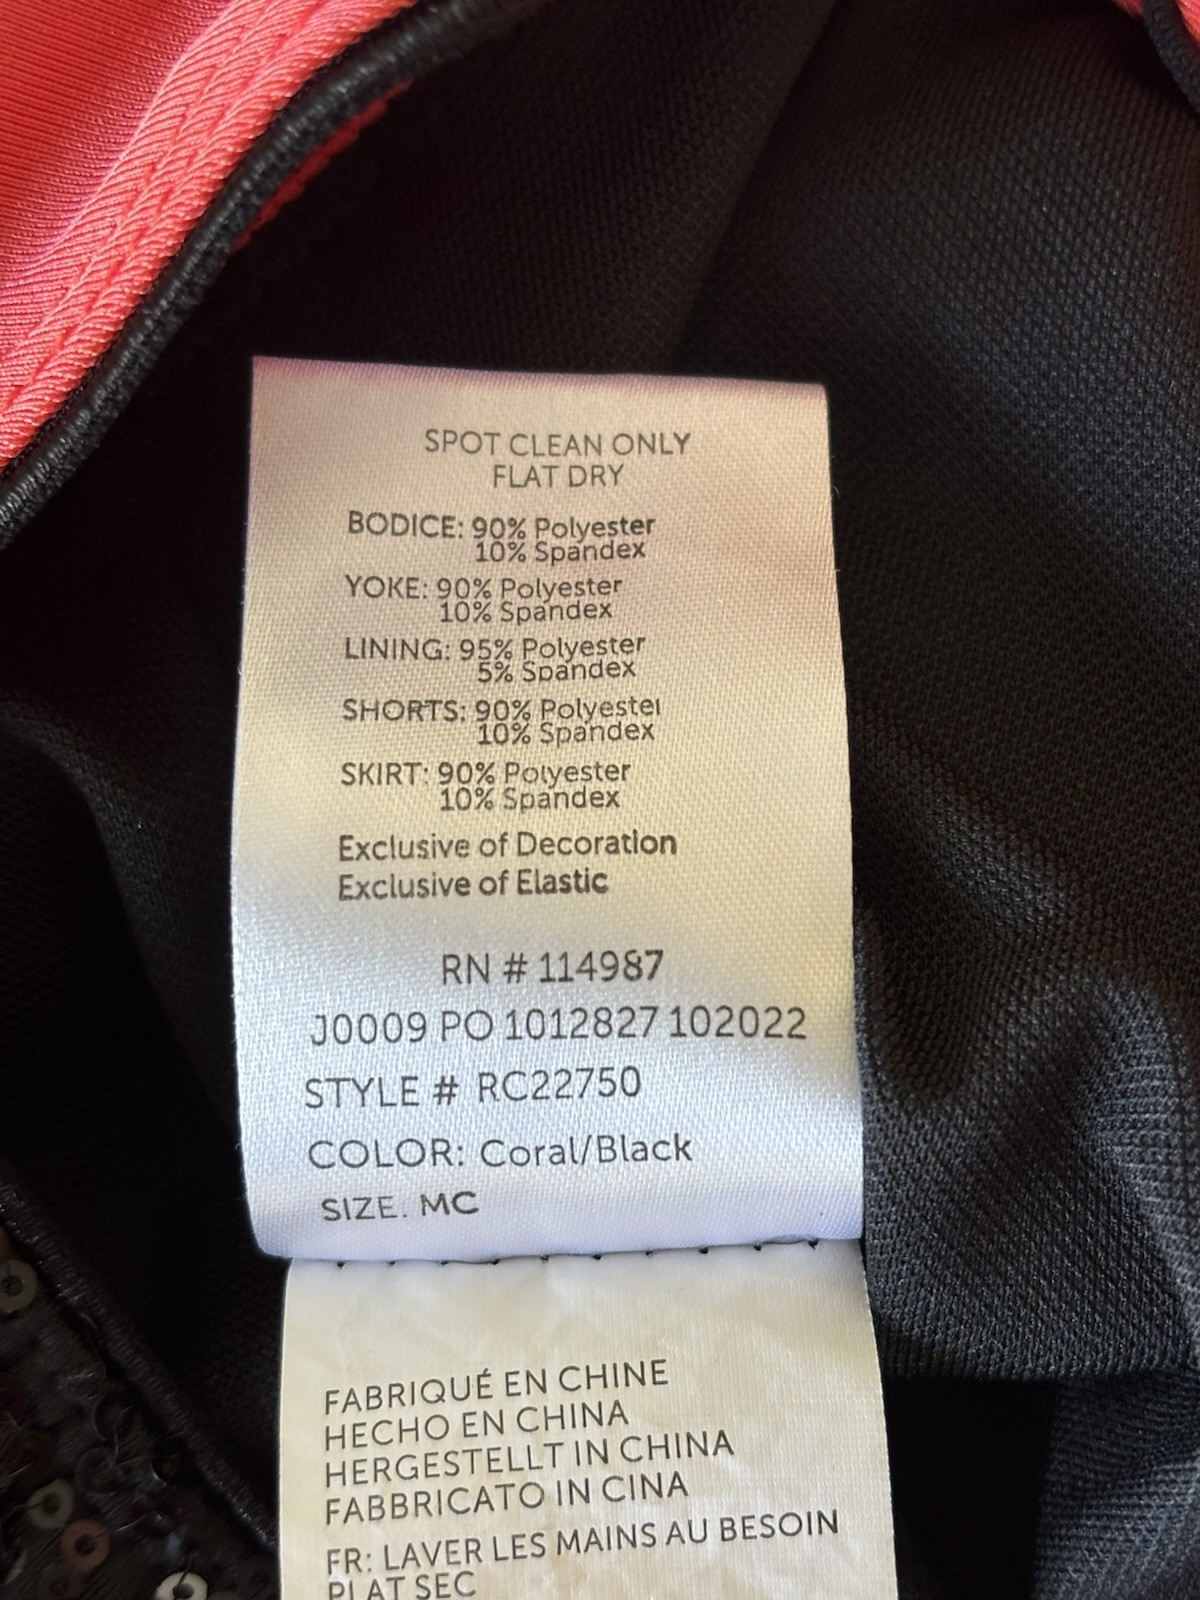 SPOT CLEAN ONLY
FLAT DRY
BODICE: 90% Polyester
10% Spandex
YOKE: 90% Polyester
10% Spandex
LINING: 95% Polyester
5% Spandex
SHORTS: 90% Polyester
10% Spandex
SKIRT: 90% Polyester
10% Spandex
Exclusive of Decoration
Exclusive of Elastic
RN # 114987
J0009 PO 1012827 102022
STYLE # RC22750
COLOR: Coral/Black
SIZE. MC
FABRIQUÉ EN CHINE
HECHO EN CHINA
HERGESTELLT IN CHINA
FABBRICATO IN CINA
FR: LAVER LES MAINS AU BESOIN
PLAT SEC